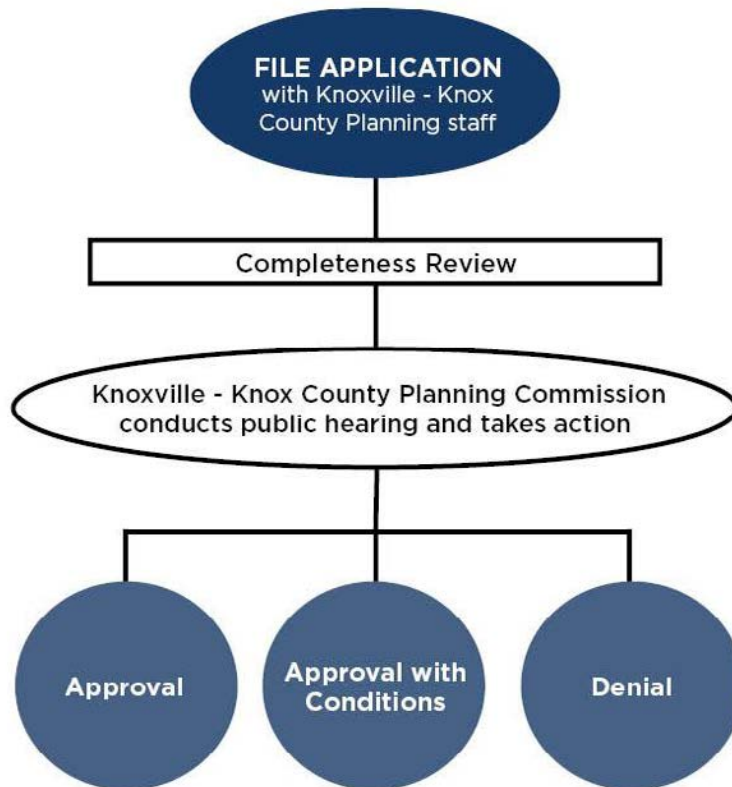 FILE APPLICATION
with Knoxville - Knox
County Planning staff
Completeness Review
Knoxville - Knox County Planning Commission
conducts public hearing and takes action
Approval
Approval with
Conditions
Denial